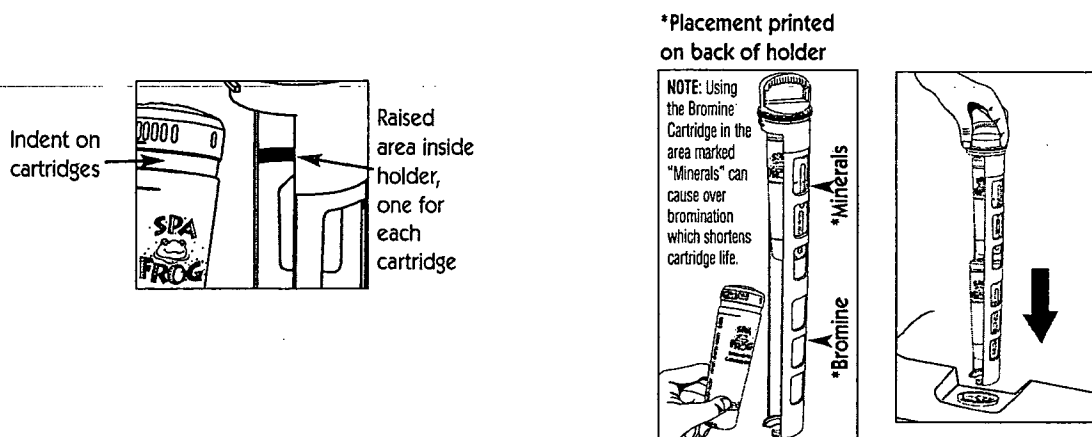 Indent on
cartridges
00000 0
SPA
FROG
Raised
area inside
holder,
one for
each
cartridge
*Placement printed
on back of holder
NOTE: Using
the Bromine
Cartridge in the
area marked
"Minerals" can
cause over
bromination
which shortens
cartridge life.
*Minerals
*Bromine